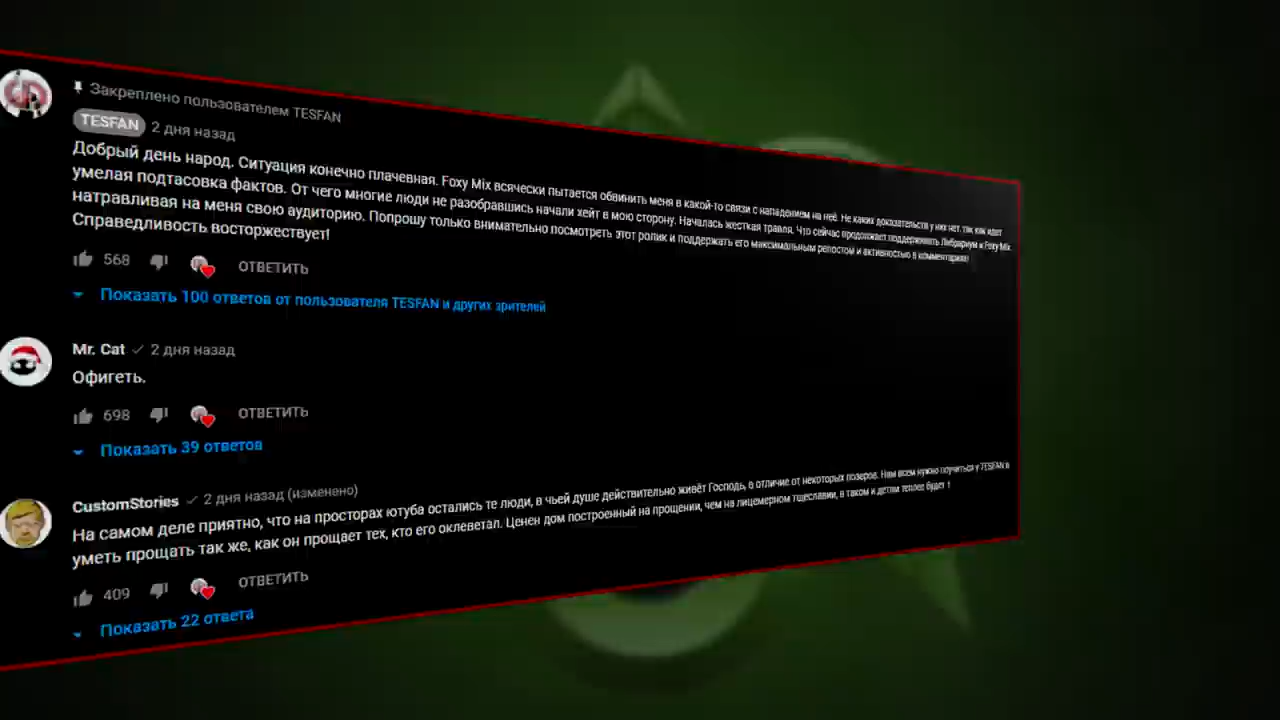 Закреплено пользователем TESFAN
TESFAN 2 дня назад
Добрый день народ. Ситуация конечно плачевная. Foxy Mix всячески пытается обвинить меня в какой-то связи с нападением на неё. Не каких доказательств у них нет, так как идет
умелая подтасовка фактов. От чего многие люди не разобравшись начали хейт в мою сторону. Началась жесткая травля. Что сейчас продолжает поддерживать Либрариум и Foxy Mix
натравливая на меня свою аудиторию. Попрошу только внимательно посмотреть этот ролик и поддержать его максимальным репостом и активностью в комментариях!
Справедливость восторжествует!
568 ОТВЕТИТЬ
Показать 100 ответов от пользователя TESFAN и других зрителей
Mr. Cat 2 дня назад
Офигеть.
698 ОТВЕТИТЬ
Показать 39 ответов
CustomStories 2 дня назад (изменено)
На самом деле приятно, что на просторах ютуба остались те люди, в чьей душе действительно живёт Господь, в отличие от некоторых позеров. Нам всем нужно поучиться у TESFAN и
уметь прощать так же, как он прощает тех, кто его оклеветал. Ценен дом построенный на прощении, чем на лицемерном тщеславии, в таком и детям теплее будет !
409 ОТВЕТИТЬ
Показать 22 ответа